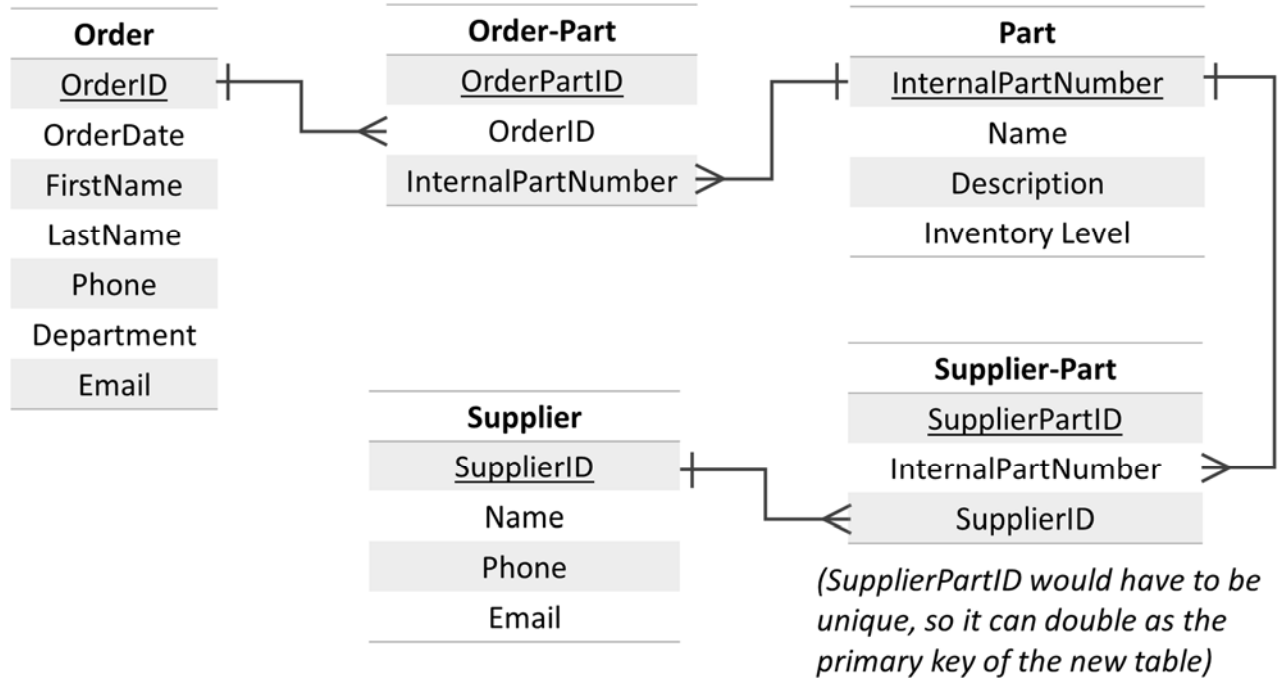 Order
OrderID
OrderDate
FirstName
LastName
Phone
Department
Email
Order-Part
OrderPartID
OrderID
InternalPartNumber
Part
InternalPartNumber
Name
Description
Inventory Level
Supplier
SupplierID
Name
Phone
Email
Supplier-Part
SupplierPartID
InternalPartNumber
SupplierID
(SupplierPartID would have to be
unique, so it can double as the
primary key of the new table)